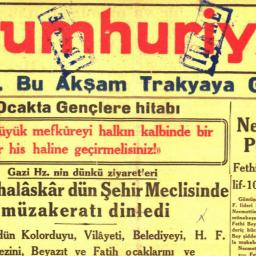 umhuriy
. Bu Akşam Trakyaya G
Ocakta Gençlere hitabı
üyük mefkûreyi halkın kalbinde bir
r his haline geçirmelisiniz!»
Gazi Hz. nin dünkü ziyaret'eri
halâskâr dün Şehir Meclisinde
müzakeratı dinledi
dün Kolorduyu, Vilâyeti, Belediyeyi, H. F.
ezini, Beyazıt ve Fatih ocaklarını ve
Ne
P
Feth
lif-10